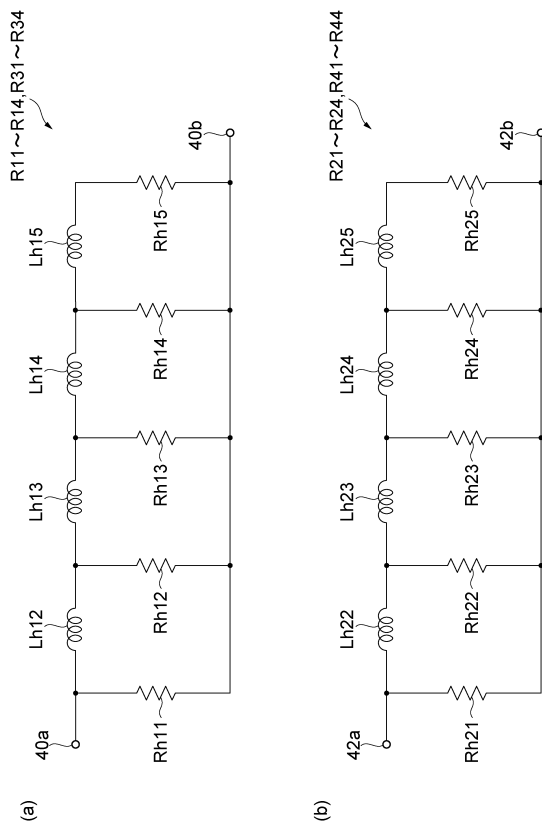 (a)
R11~R14,R31~R34
Lh12
Lh13
Lh14
Lh15
40a
40b
Rh11
Rh12
Rh13
Rh14
Rh15
(b)
R21~R24,R41~R44
Lh22
Lh23
Lh24
Lh25
42a
42b
Rh21
Rh22
Rh23
Rh24
Rh25